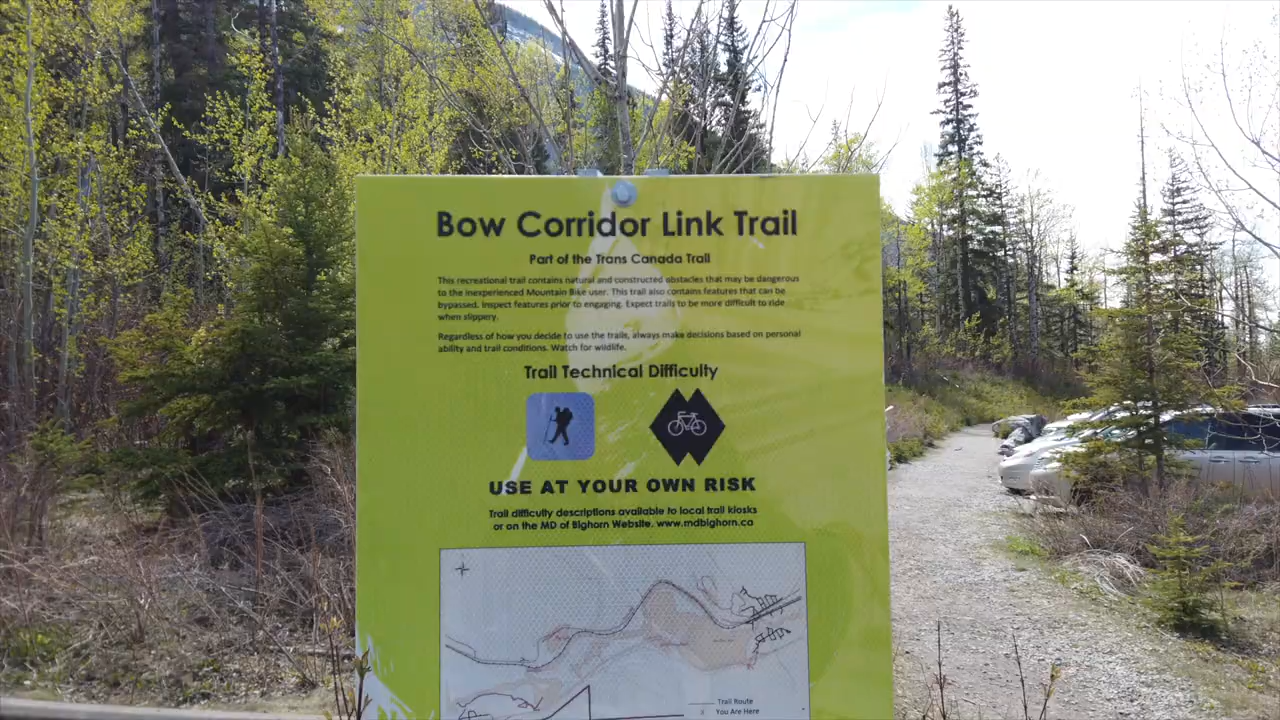 Bow Corridor Link Trail
Part of the Trans Canada Trail
This recreational trail contains natural and constructed obstacles that may be dangerous
to the inexperienced Mountain Bike user. This trail also contains features that can be
bypassed. Inspect features prior to engaging. Expect trails to be more difficult to ride
when slippery.
Regardless of how you decide to use the trails, always make decisions based on personal
ability and trail conditions. Watch for wildlife.
Trail Technical Difficulty
USE AT YOUR OWN RISK
Trail difficulty descriptions available to local trail kiosks
or on the MD of Bighorn Website. www.mdbighorn.ca
Trail Route
You Are Here